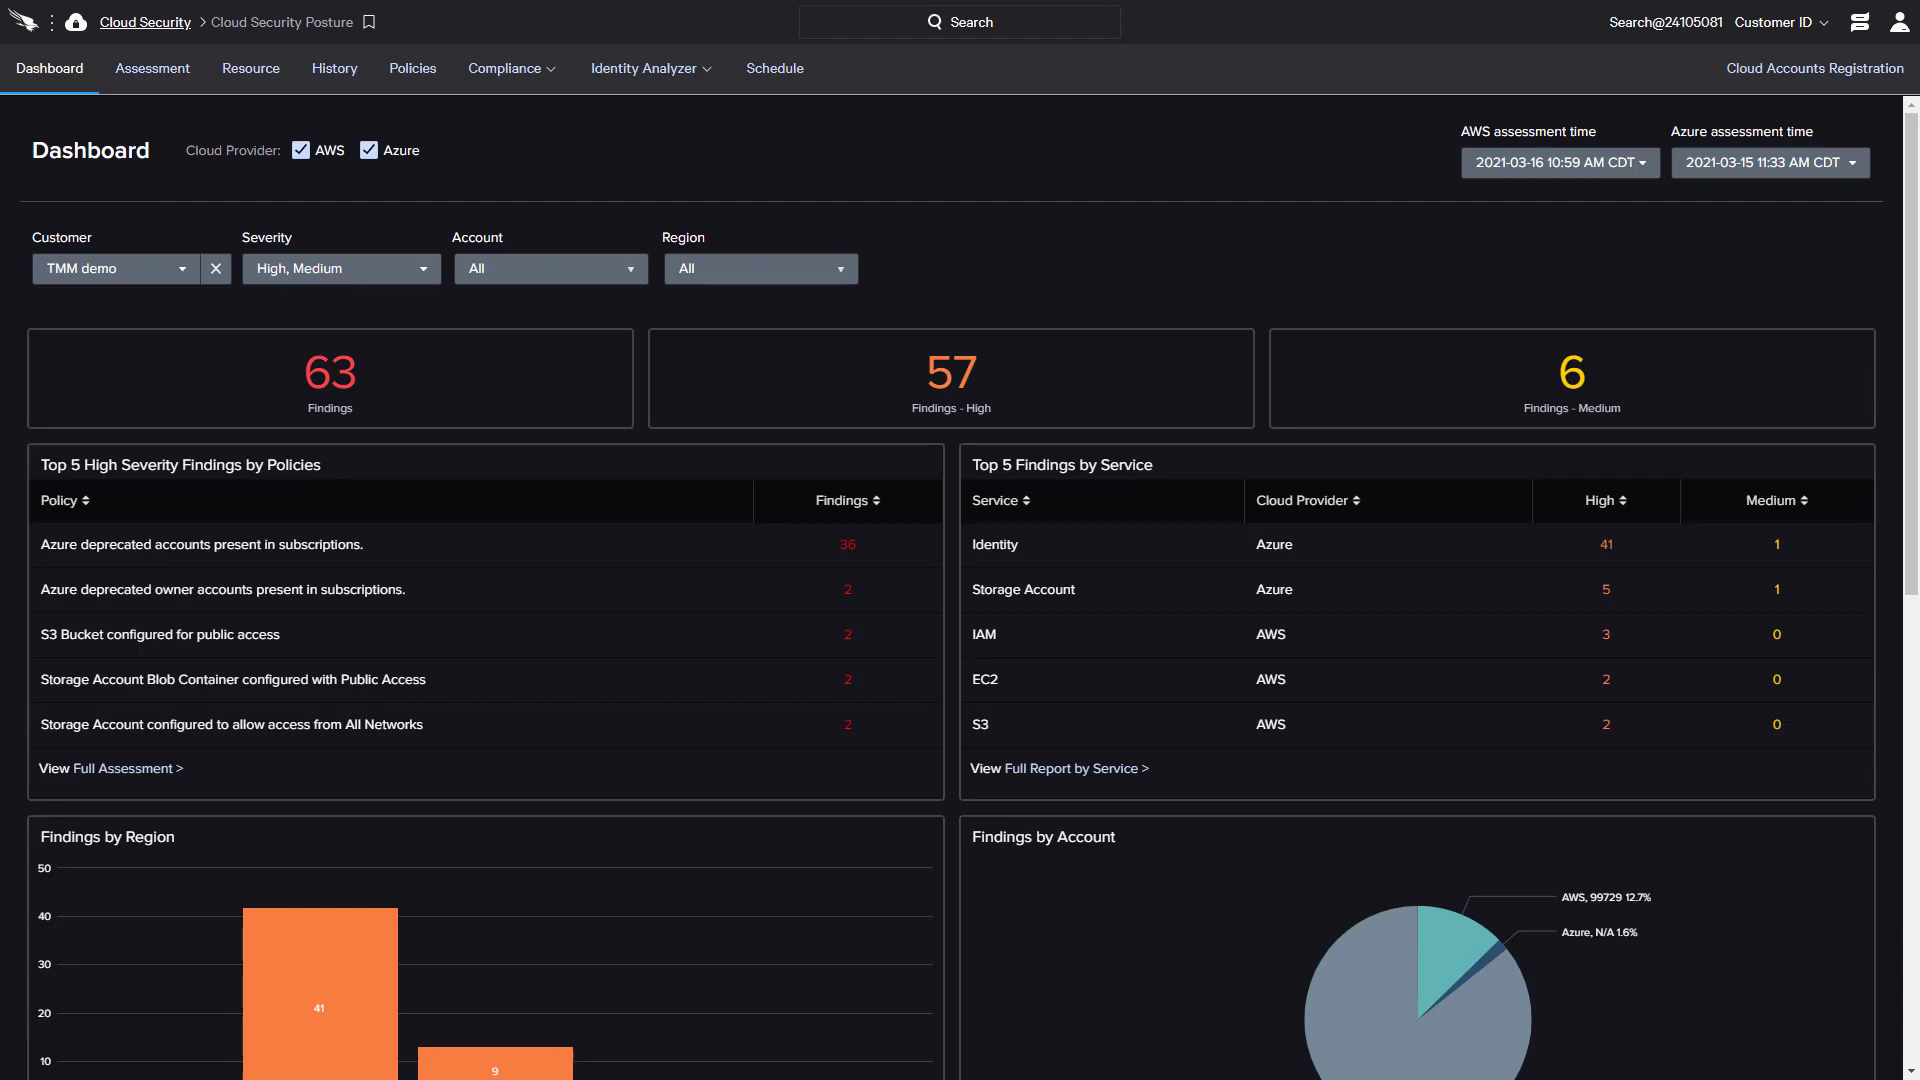 Cloud Security > Cloud Security Posture
Search
Search@24105081 Customer ID
Dashboard Assessment Resource History Policies Compliance Identity Analyzer Schedule
Cloud Accounts Registration
Dashboard
Cloud Provider: AWS Azure
AWS assessment time
2021-03-16 10:59 AM CDT
Azure assessment time
2021-03-15 11:33 AM CDT
Customer Severity Account Region
TMM demo High, Medium All All
63
Findings
57
Findings - High
6
Findings - Medium
Top 5 High Severity Findings by Policies
Policy Findings
Azure deprecated accounts present in subscriptions. 36
Azure deprecated owner accounts present in subscriptions. 2
S3 Bucket configured for public access 2
Storage Account Blob Container configured with Public Access 2
Storage Account configured to allow access from All Networks 2
View Full Assessment >
Top 5 Findings by Service
Service Cloud Provider High Medium
Identity Azure 41 1
Storage Account Azure 5 1
IAM AWS 3 0
EC2 AWS 2 0
S3 AWS 2 0
View Full Report by Service >
Findings by Region
50
40
30
20
10
41
9
Findings by Account
AWS, 99729 12.7%
Azure, N/A 1.6%